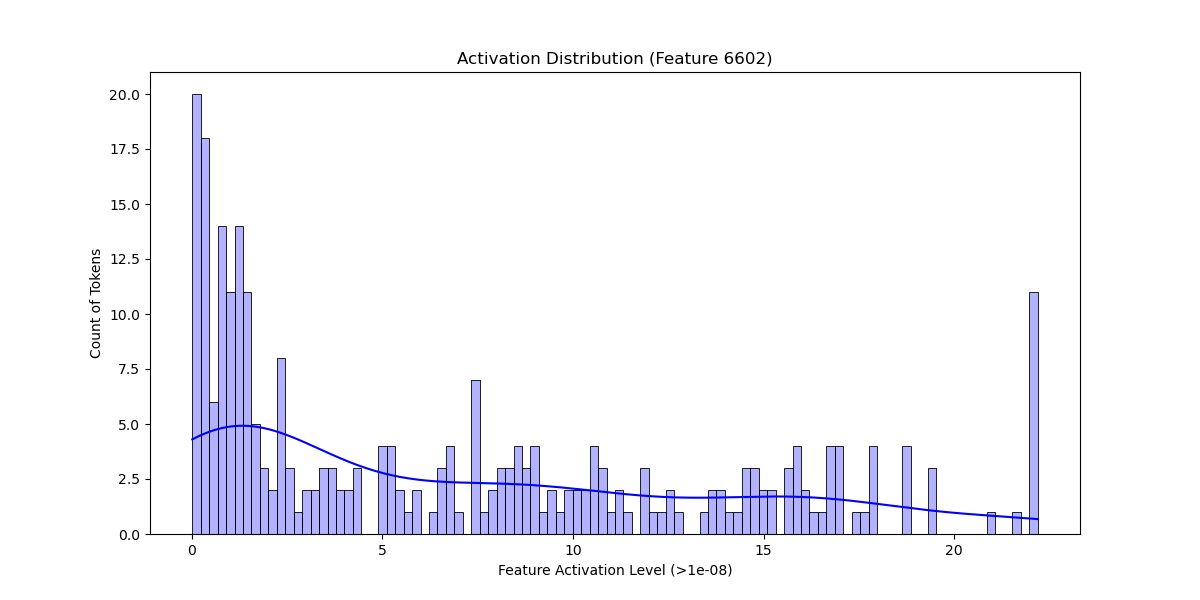 Activation Distribution (Feature 6602)
20.0
17.5
15.0
12.5
10.0
7.5
5.0
2.5
0.0
Count of Tokens
0 5 10 15 20
Feature Activation Level (>1e-08)